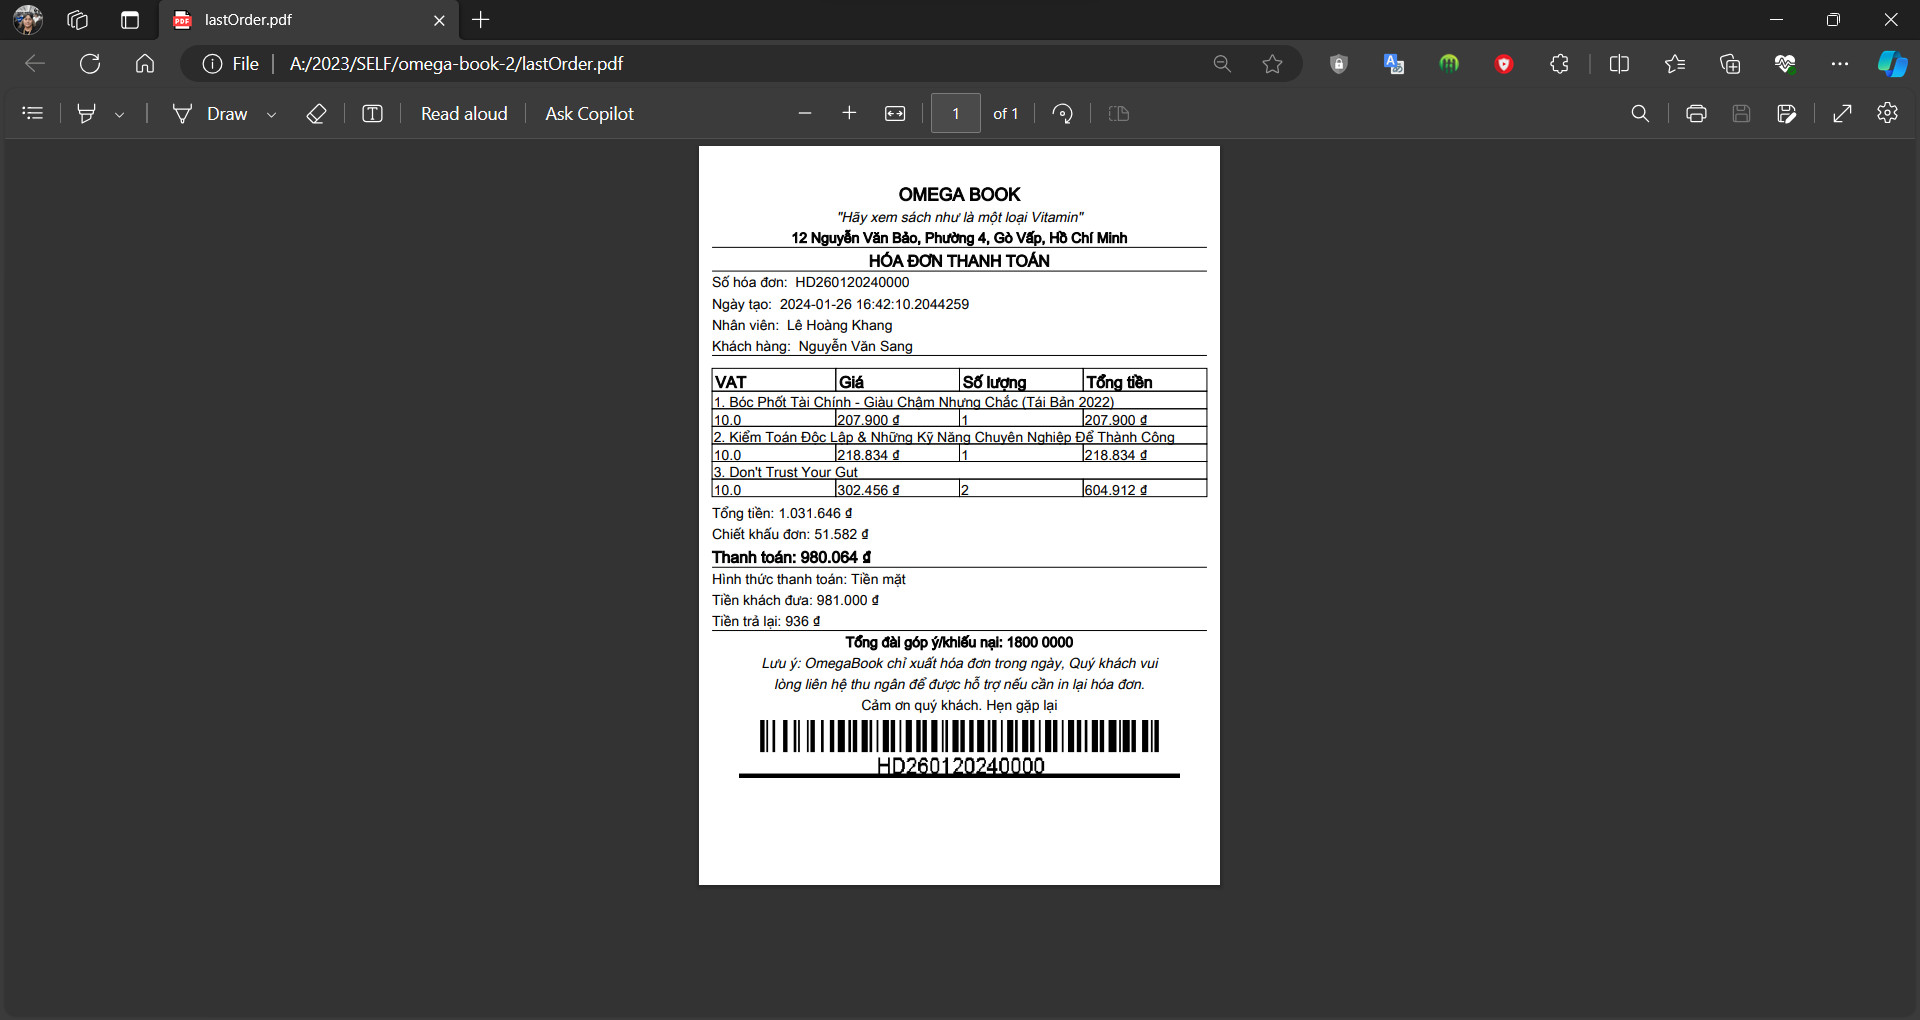 lastOrder.pdf
File
A:/2023/SELF/omega-book-2/lastOrder.pdf
Draw
Read aloud
Ask Copilot
1 of 1
OMEGA BOOK
"Hãy xem sách như là một loại Vitamin"
12 Nguyễn Văn Bảo, Phường 4, Gò Vấp, Hồ Chí Minh
HÓA ĐƠN THANH TOÁN
Số hóa đơn: HD260120240000
Ngày tạo: 2024-01-26 16:42:10.2044259
Nhân viên: Lê Hoàng Khang
Khách hàng: Nguyễn Văn Sang
VAT Giá Số lượng Tổng tiền
1. Bóc Phốt Tài Chính - Giàu Chậm Nhưng Chắc (Tái Bản 2022)
10.0 207.900 ₫ 1 207.900 ₫
2. Kiểm Toán Độc Lập & Những Kỹ Năng Chuyên Nghiệp Để Thành Công
10.0 218.834 ₫ 1 218.834 ₫
3. Don't Trust Your Gut
10.0 302.456 ₫ 2 604.912 ₫
Tổng tiền: 1.031.646 ₫
Chiết khấu đơn: 51.582 ₫
Thanh toán: 980.064 ₫
Hình thức thanh toán: Tiền mặt
Tiền khách đưa: 981.000 ₫
Tiền trả lại: 936 ₫
Tổng đài góp ý/khiếu nại: 1800 0000
Lưu ý: OmegaBook chỉ xuất hóa đơn trong ngày, Quý khách vui
lòng liên hệ thu ngân để được hỗ trợ nếu cần in lại hóa đơn.
Cảm ơn quý khách. Hẹn gặp lại
HD260120240000